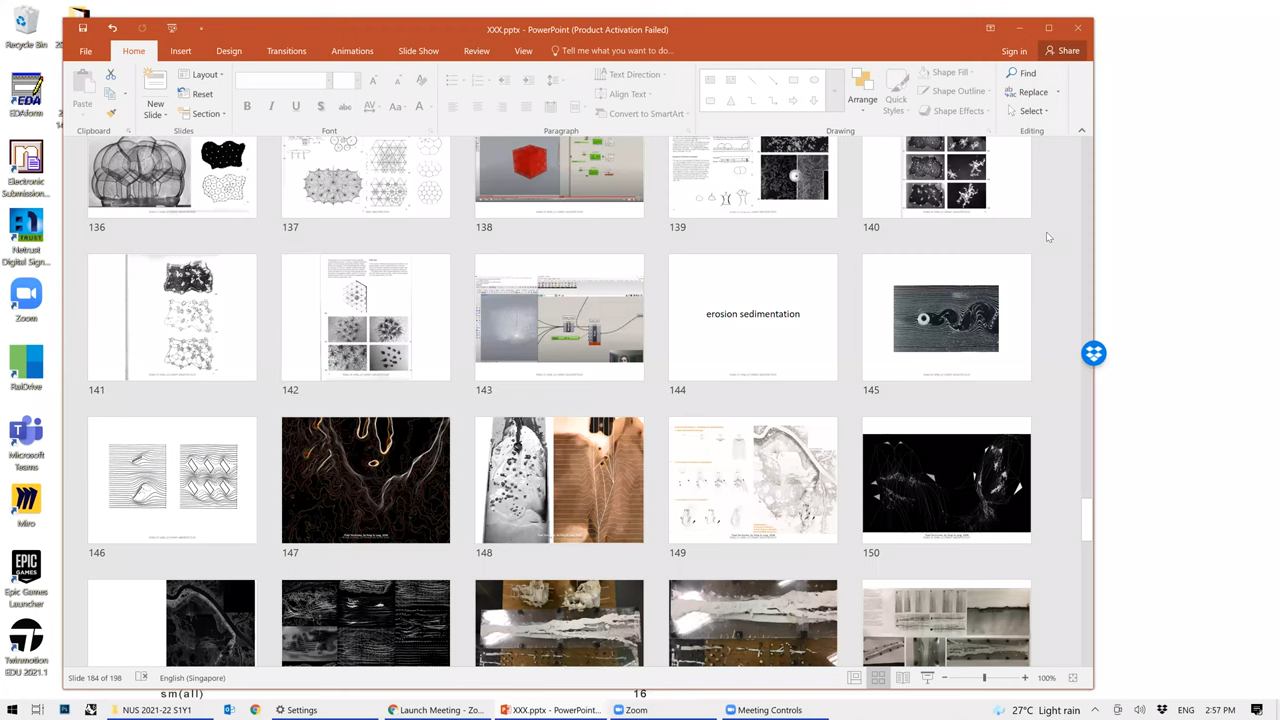 XXX.pptx - PowerPoint (Product Activation Failed)
File
Home
Insert
Design
Transitions
Animations
Slide Show
Review
View
Tell me what you want to do...
Sign in
Share
Paste
New
Slide
Layout
Reset
Section
B
I
U
S
abc
AV
Aa
A
Text Direction
Align Text
Convert to SmartArt
Arrange
Quick
Styles
Shape Fill
Shape Outline
Shape Effects
Find
Replace
Select
Clipboard
Slides
Font
Paragraph
Drawing
Editing
136
137
138
139
140
erosion sedimentation
141
142
143
144
145
146
147
148
149
150
Slide 184 of 198
English (Singapore)
100%
sm(all)
16
Recycle Bin
EDAform
Electronic
Submission...
Netrust
Digital Sign...
Zoom
RaiDrive
Microsoft
Teams
Miro
Epic Games
Launcher
Twinmotion
EDU 2021.1
NUS 2021-22 S1Y1
Settings
Launch Meeting - Zo...
XXX.pptx - PowerPoint...
Zoom
Meeting Controls
27°C Light rain
ENG
2:57 PM